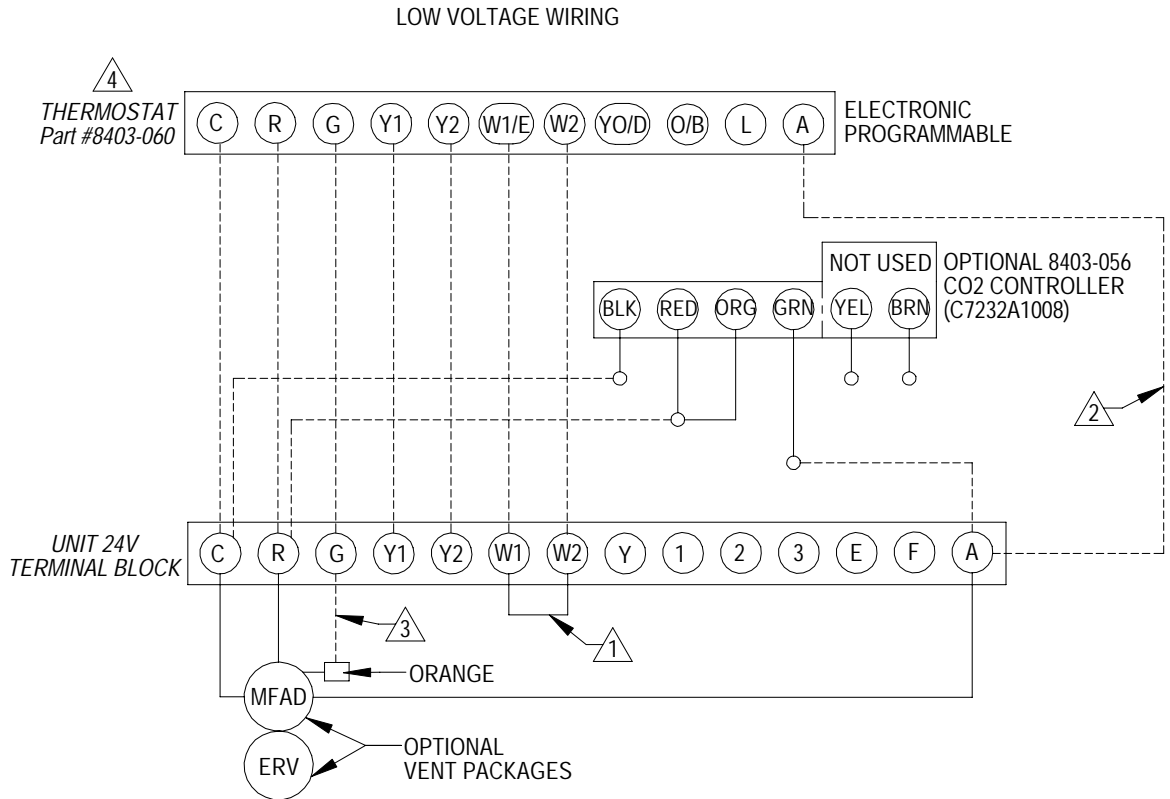 LOW VOLTAGE WIRING
4
THERMOSTAT
Part #8403-060
C R G Y1 Y2 W1/E W2 YO/D O/B L A
ELECTRONIC
PROGRAMMABLE
NOT USED
BLK RED ORG GRN YEL BRN
OPTIONAL 8403-056
CO2 CONTROLLER
(C7232A1008)
2
UNIT 24V
TERMINAL BLOCK
C R G Y1 Y2 W1 W2 Y 1 2 3 E F A
3
1
ORANGE
MFAD
OPTIONAL
VENT PACKAGES
ERV